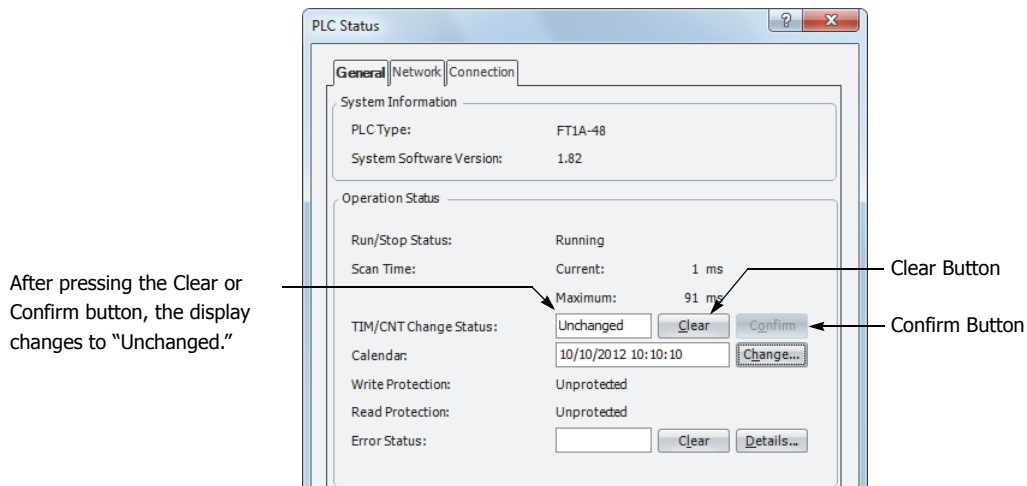 PLC Status
?
X
General Network Connection
System Information
PLC Type: FT1A-48
System Software Version: 1.82
Operation Status
Run/Stop Status: Running
Scan Time: Current: 1 ms
Maximum: 91 ms
TIM/CNT Change Status: Unchanged Clear Confirm
Calendar: 10/10/2012 10:10:10 Change...
Write Protection: Unprotected
Read Protection: Unprotected
Error Status: Clear Details...
After pressing the Clear or
Confirm button, the display
changes to “Unchanged.”
Clear Button
Confirm Button